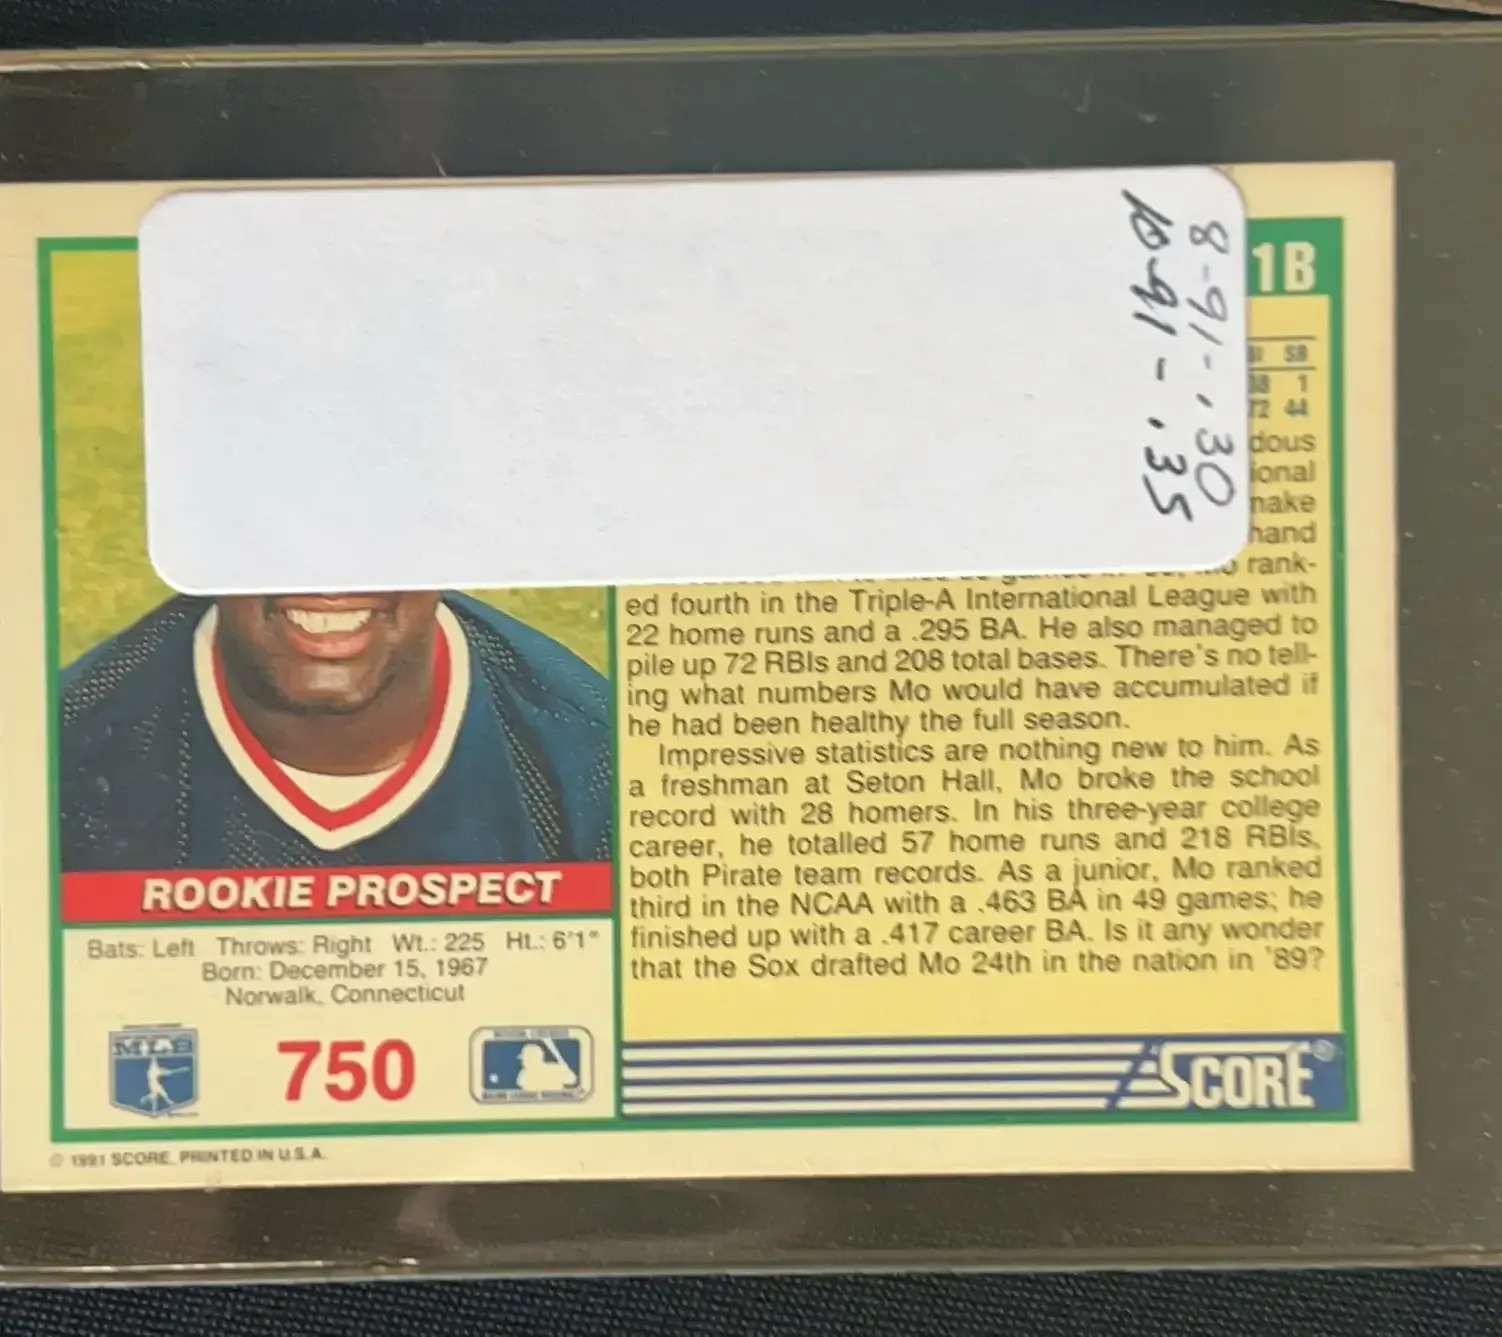 8-91-.30
10-91-.35
1B
SB
1
72 44
dous
ional
make
hand
rank-
ed fourth in the Triple-A International League with
22 home runs and a .295 BA. He also managed to
pile up 72 RBIs and 208 total bases. There's no tell-
ing what numbers Mo would have accumulated if
he had been healthy the full season.
Impressive statistics are nothing new to him. As
a freshman at Seton Hall, Mo broke the school
record with 28 homers. In his three-year college
career, he totalled 57 home runs and 218 RBIs,
both Pirate team records. As a junior, Mo ranked
third in the NCAA with a .463 BA in 49 games; he
finished up with a .417 career BA. Is it any wonder
that the Sox drafted Mo 24th in the nation in '89?
ROOKIE PROSPECT
Bats: Left Throws: Right Wt.: 225 Ht.: 6'1"
Born: December 15, 1967
Norwalk, Connecticut
MLB
750
SCORE®
© 1991 SCORE, PRINTED IN U.S.A.